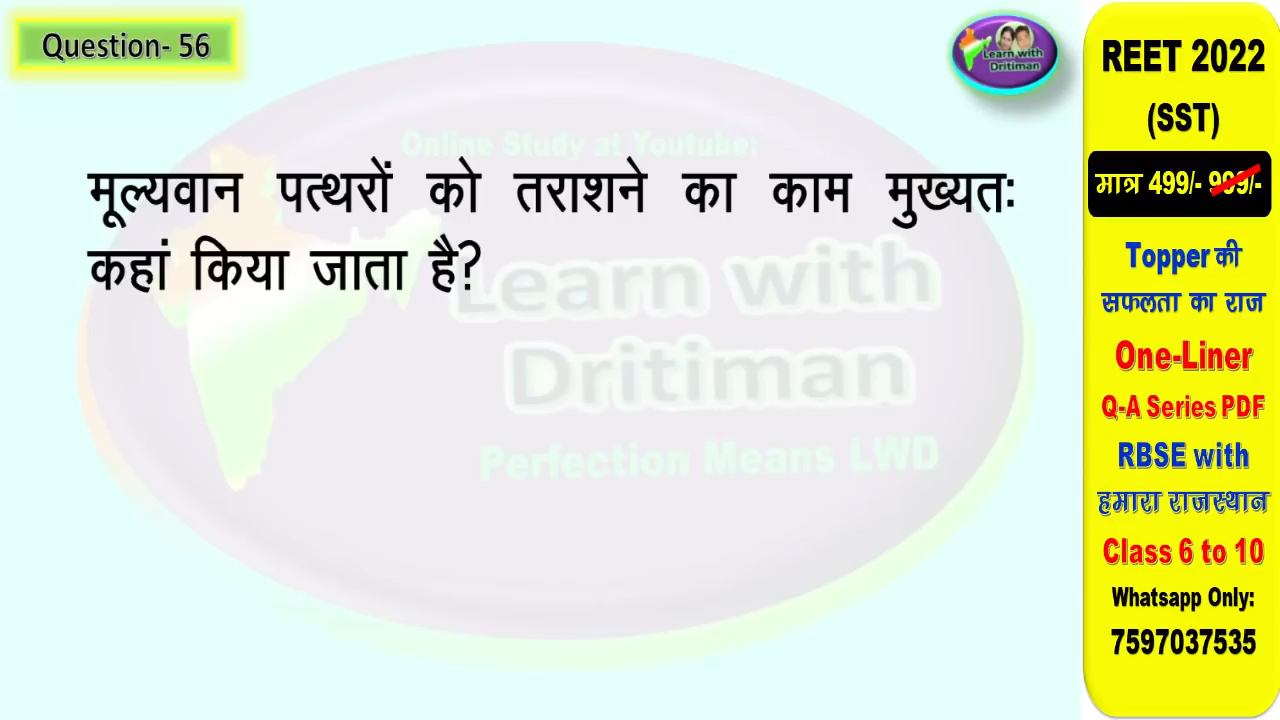 Question- 56
Learn with
Dritiman
Online Study at Youtube:
मूल्यवान पत्थरों को तराशने का काम मुख्यतः
कहां किया जाता है?
Learn with
Dritiman
Perfection Means LWD
REET 2022
(SST)
मात्र 499/- 999/-
Topper की
सफलता का राज
One-Liner
Q-A Series PDF
RBSE with
हमारा राजस्थान
Class 6 to 10
Whatsapp Only:
7597037535